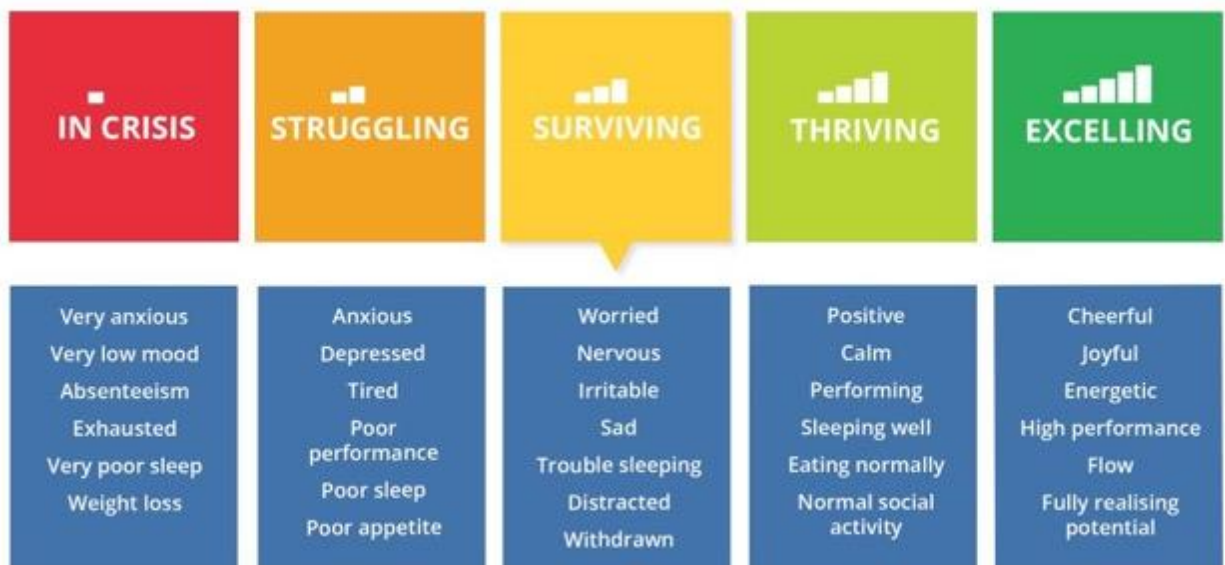 IN CRISIS
STRUGGLING
SURVIVING
THRIVING
EXCELLING
Very anxious
Very low mood
Absenteeism
Exhausted
Very poor sleep
Weight loss
Anxious
Depressed
Tired
Poor
performance
Poor sleep
Poor appetite
Worried
Nervous
Irritable
Sad
Trouble sleeping
Distracted
Withdrawn
Positive
Calm
Performing
Sleeping well
Eating normally
Normal social
activity
Cheerful
Joyful
Energetic
High performance
Flow
Fully realising
potential